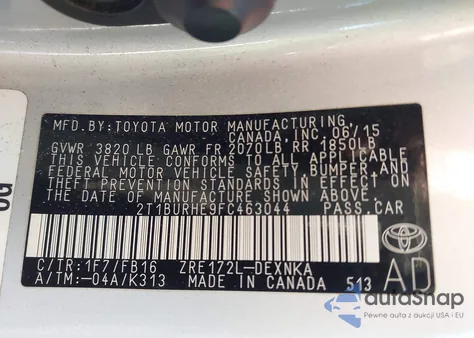 MFD. BY: TOYOTA MOTOR MANUFACTURING
CANADA, INC. 06/15
GVWR 3820 LB GAWR FR 2070LB RR 1850LB
THIS VEHICLE CONFORMS TO ALL APPLICABLE
FEDERAL MOTOR VEHICLE SAFETY, BUMPER, AND
THEFT PREVENTION STANDARDS IN EFFECT ON
THE DATE OF MANUFACTURE SHOWN ABOVE.
2T1BURHE9FC463044 PASS. CAR
C/TR: 1F7/FB16 ZRE172L-DEXNKA
A/TM: -04A/K313 MADE IN CANADA 513
AD
autasnap
Pewne auta z USA i EU